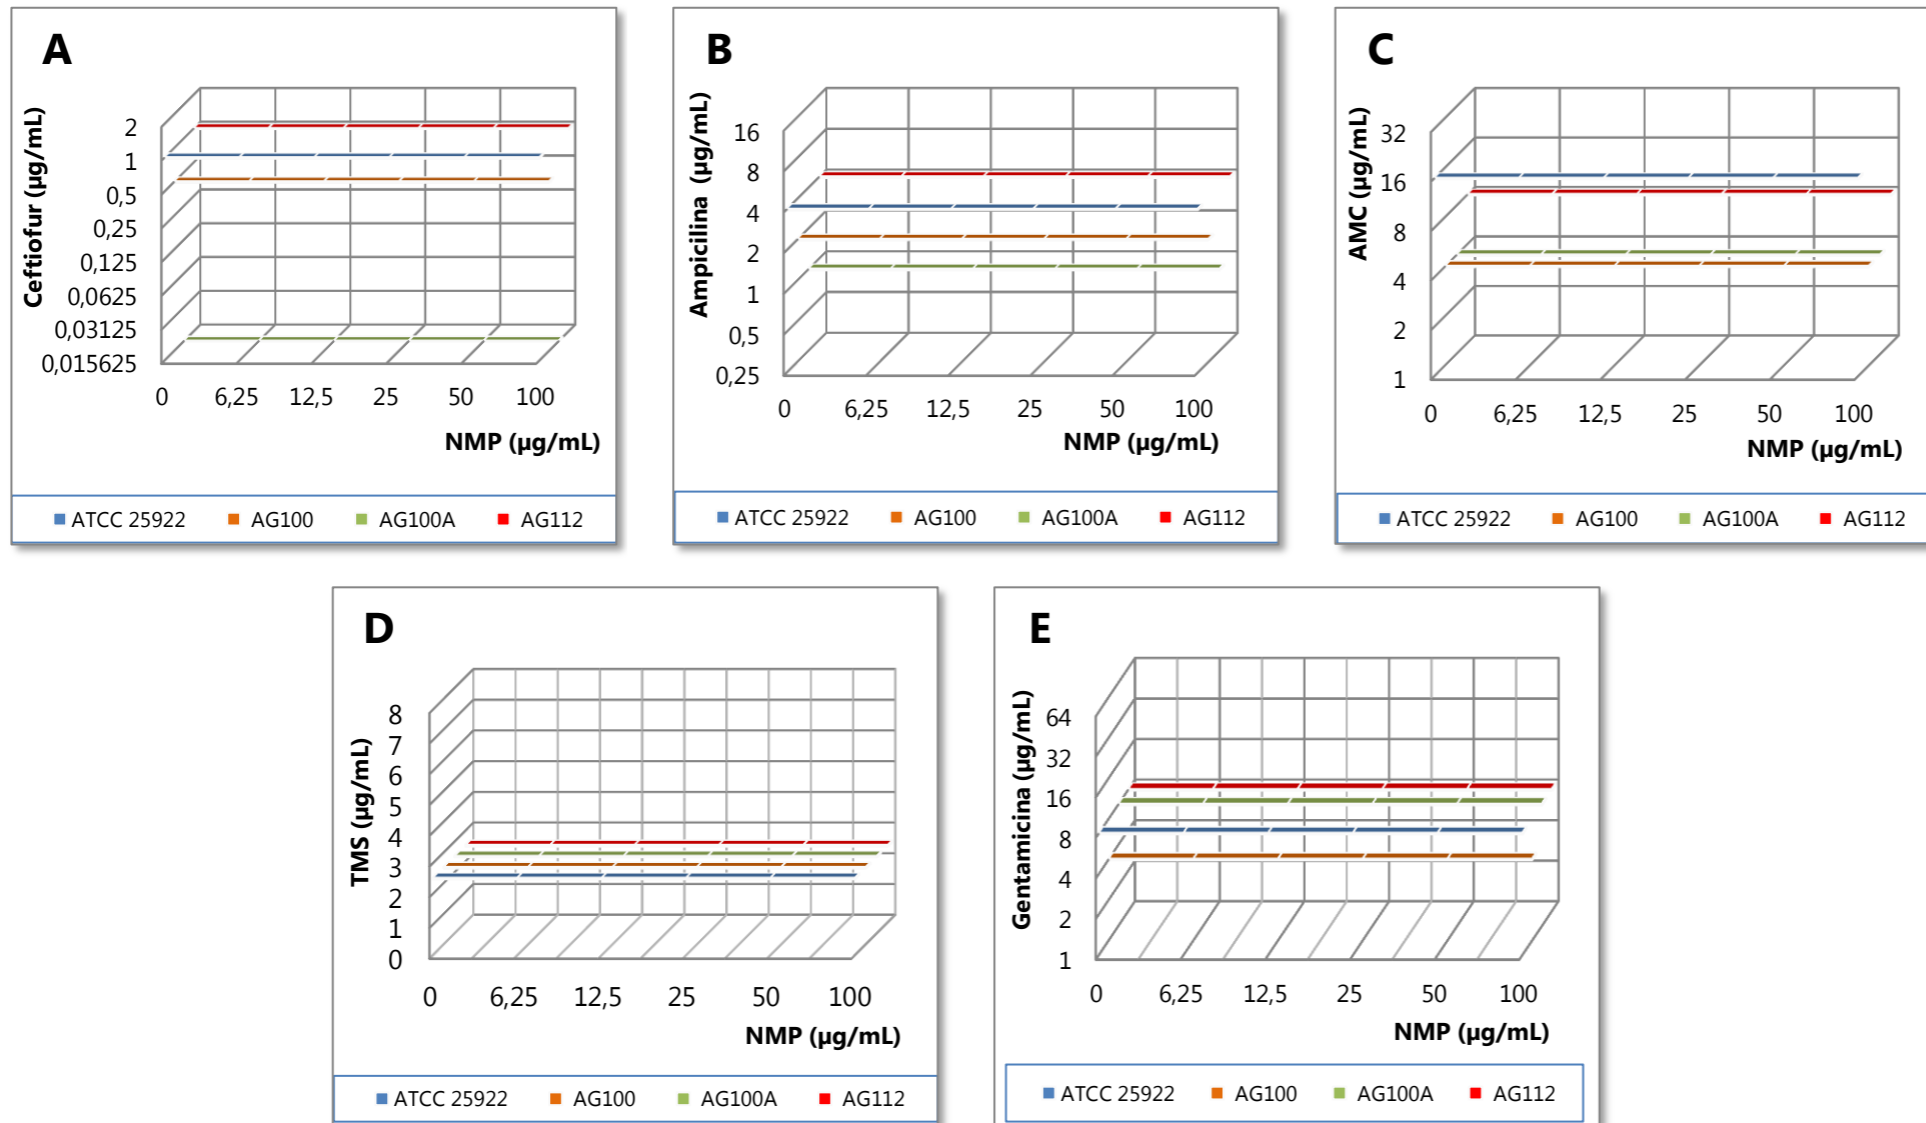 A
Ceftiofur (µg/mL)
2
1
0,5
0,25
0,125
0,0625
0,03125
0,015625
0 6,25 12,5 25 50 100
NMP (µg/mL)
ATCC 25922 AG100 AG100A AG112
B
Ampicilina (µg/mL)
16
8
4
2
1
0,5
0,25
0 6,25 12,5 25 50 100
NMP (µg/mL)
ATCC 25922 AG100 AG100A AG112
C
AMC (µg/mL)
32
16
8
4
2
1
0 6,25 12,5 25 50 100
NMP (µg/mL)
ATCC 25922 AG100 AG100A AG112
D
TMS (µg/mL)
8
7
6
5
4
3
2
1
0
0 6,25 12,5 25 50 100
NMP (µg/mL)
ATCC 25922 AG100 AG100A AG112
E
Gentamicina (µg/mL)
64
32
16
8
4
2
1
0 6,25 12,5 25 50 100
NMP (µg/mL)
ATCC 25922 AG100 AG100A AG112